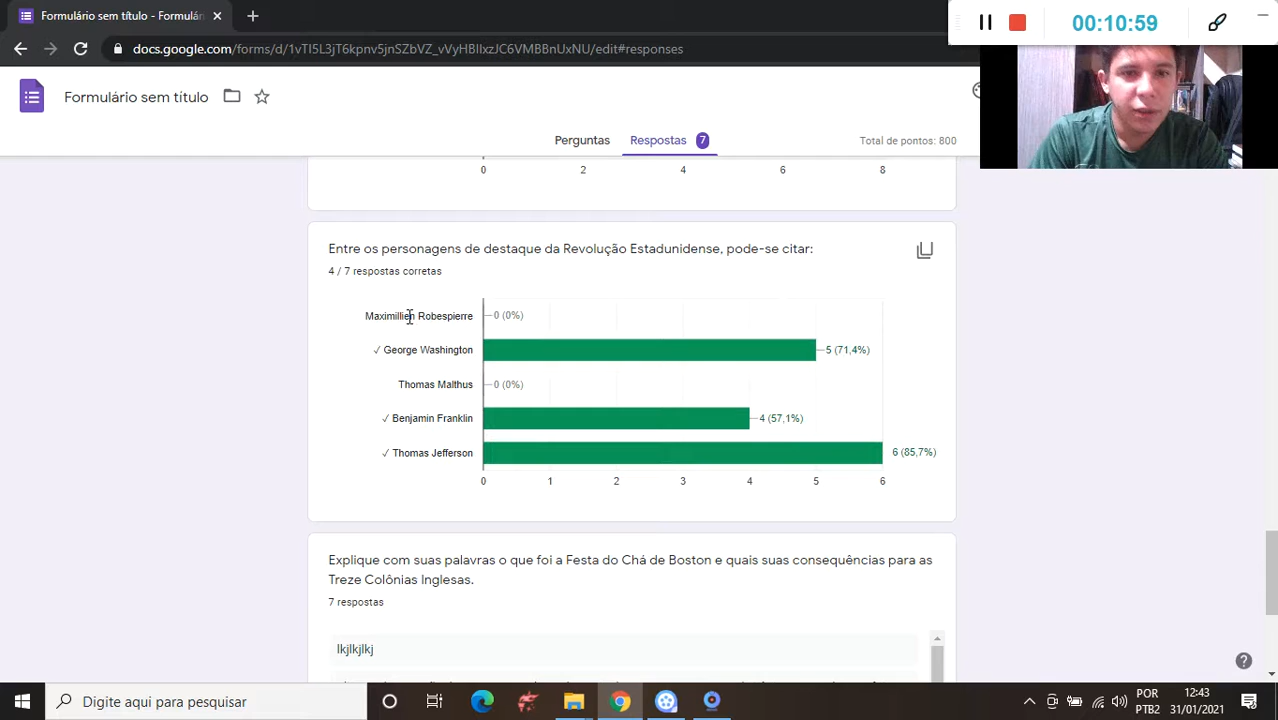 Formulário sem título - Formulári
00:10:59
docs.google.com/forms/d/1vTI5L3jT6kpnv5jnSZbVZ_vVyHBIIxzJC6VMBBnUxNU/edit#responses
Formulário sem título
Perguntas
Respostas
7
Total de pontos: 800
0 2 4 6 8
Entre os personagens de destaque da Revolução Estadunidense, pode-se citar:
4 / 7 respostas corretas
Maximillien Robespierre 0 (0%)
✓ George Washington 5 (71,4%)
Thomas Malthus 0 (0%)
✓ Benjamin Franklin 4 (57,1%)
✓ Thomas Jefferson 6 (85,7%)
0 1 2 3 4 5 6
Explique com suas palavras o que foi a Festa do Chá de Boston e quais suas consequências para as
Treze Colônias Inglesas.
7 respostas
lkjlkjlkj
Digite aqui para pesquisar
POR
PTB2
12:43
31/01/2021